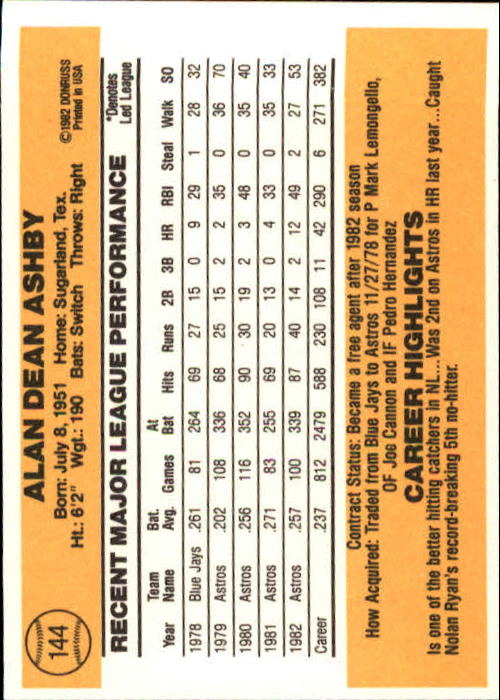 144
ALAN DEAN ASHBY
Born: July 8, 1951 Home: Sugarland, Tex.
Ht.: 6'2" Wgt.: 190 Bats: Switch Throws: Right
©1982 DONRUSS
Printed in USA
RECENT MAJOR LEAGUE PERFORMANCE
*Denotes
Led League
Year Team Name Bat. Avg. Games At Bat Hits Runs 2B 3B HR RBI Steal Walk SO
1978 Blue Jays .261 81 264 69 27 15 0 9 29 1 28 32
1979 Astros .202 108 336 68 25 15 2 2 35 0 36 70
1980 Astros .256 116 352 90 30 19 2 3 48 0 35 40
1981 Astros .271 83 255 69 20 13 0 4 33 0 35 33
1982 Astros .257 100 339 87 40 14 2 12 49 2 27 53
Career .237 812 2479 588 230 108 11 42 290 6 271 382
Contract Status: Became a free agent after 1982 season
How Acquired: Traded from Blue Jays to Astros 11/27/78 for P Mark Lemongello,
OF Joe Cannon and IF Pedro Hernandez
CAREER HIGHLIGHTS
Is one of the better hitting catchers in NL... Was 2nd on Astros in HR last year... Caught
Nolan Ryan's record-breaking 5th no-hitter.